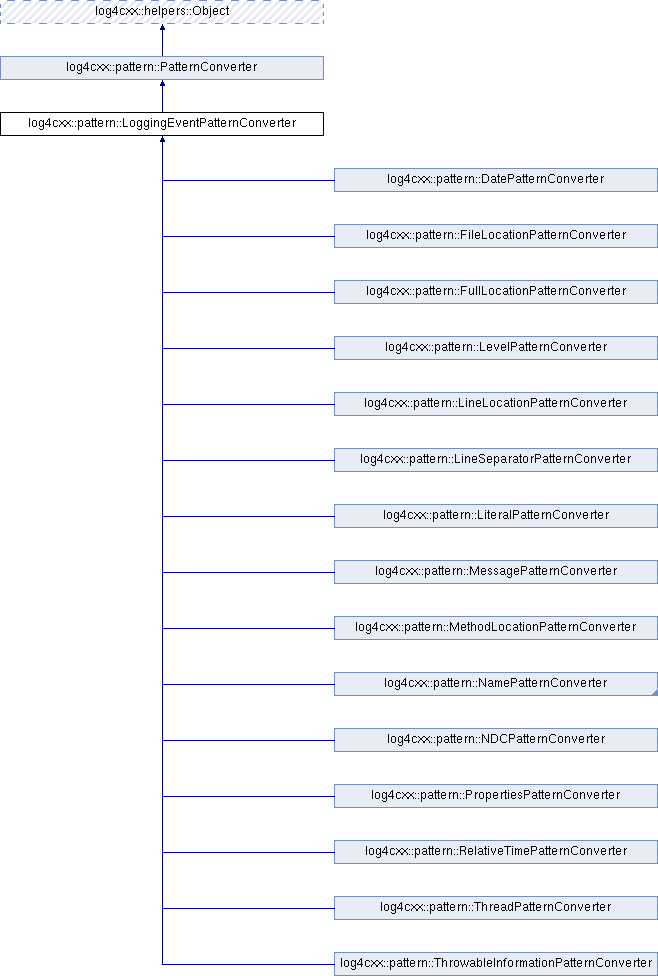 log4cxx::helpers::Object
log4cxx::pattern::PatternConverter
log4cxx::pattern::LoggingEventPatternConverter
log4cxx::pattern::DatePatternConverter
log4cxx::pattern::FileLocationPatternConverter
log4cxx::pattern::FullLocationPatternConverter
log4cxx::pattern::LevelPatternConverter
log4cxx::pattern::LineLocationPatternConverter
log4cxx::pattern::LineSeparatorPatternConverter
log4cxx::pattern::LiteralPatternConverter
log4cxx::pattern::MessagePatternConverter
log4cxx::pattern::MethodLocationPatternConverter
log4cxx::pattern::NamePatternConverter
log4cxx::pattern::NDCPatternConverter
log4cxx::pattern::PropertiesPatternConverter
log4cxx::pattern::RelativeTimePatternConverter
log4cxx::pattern::ThreadPatternConverter
log4cxx::pattern::ThrowableInformationPatternConverter